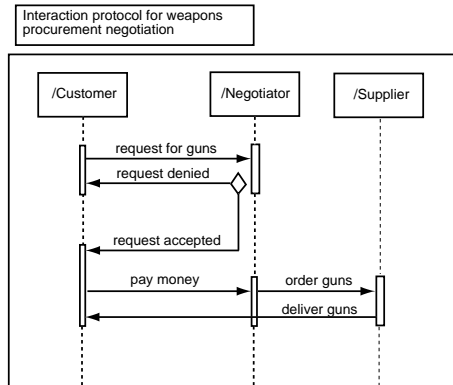 Interaction protocol for weapons
procurement negotiation
/Customer
/Negotiator
/Supplier
request for guns
request denied
request accepted
pay money
order guns
deliver guns